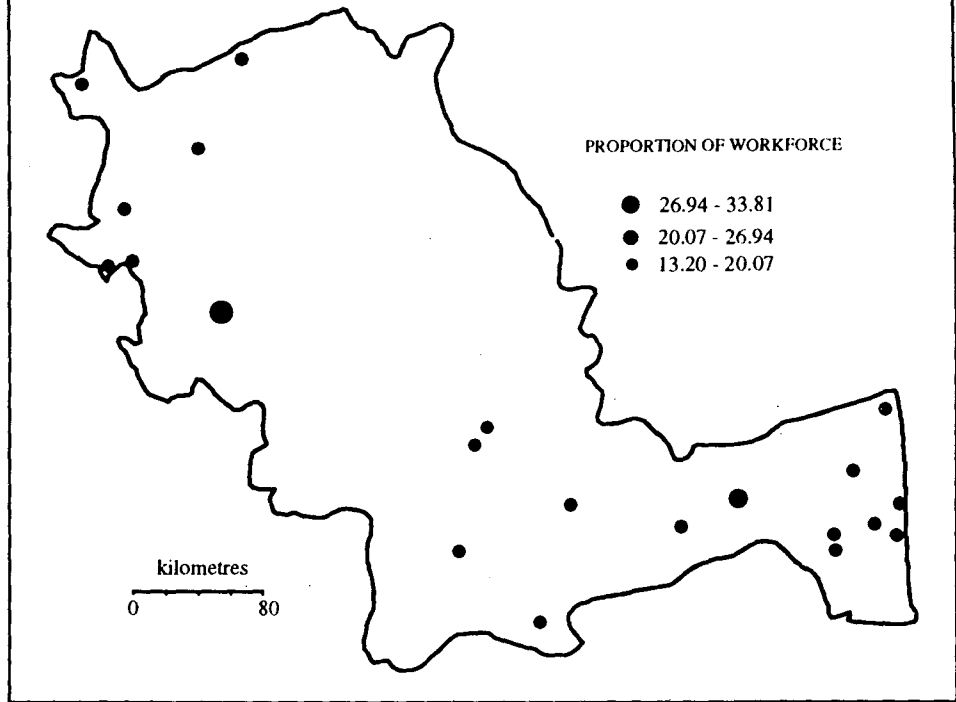 PROPORTION OF WORKFORCE
26.94 - 33.81
20.07 - 26.94
13.20 - 20.07
kilometres
0 80